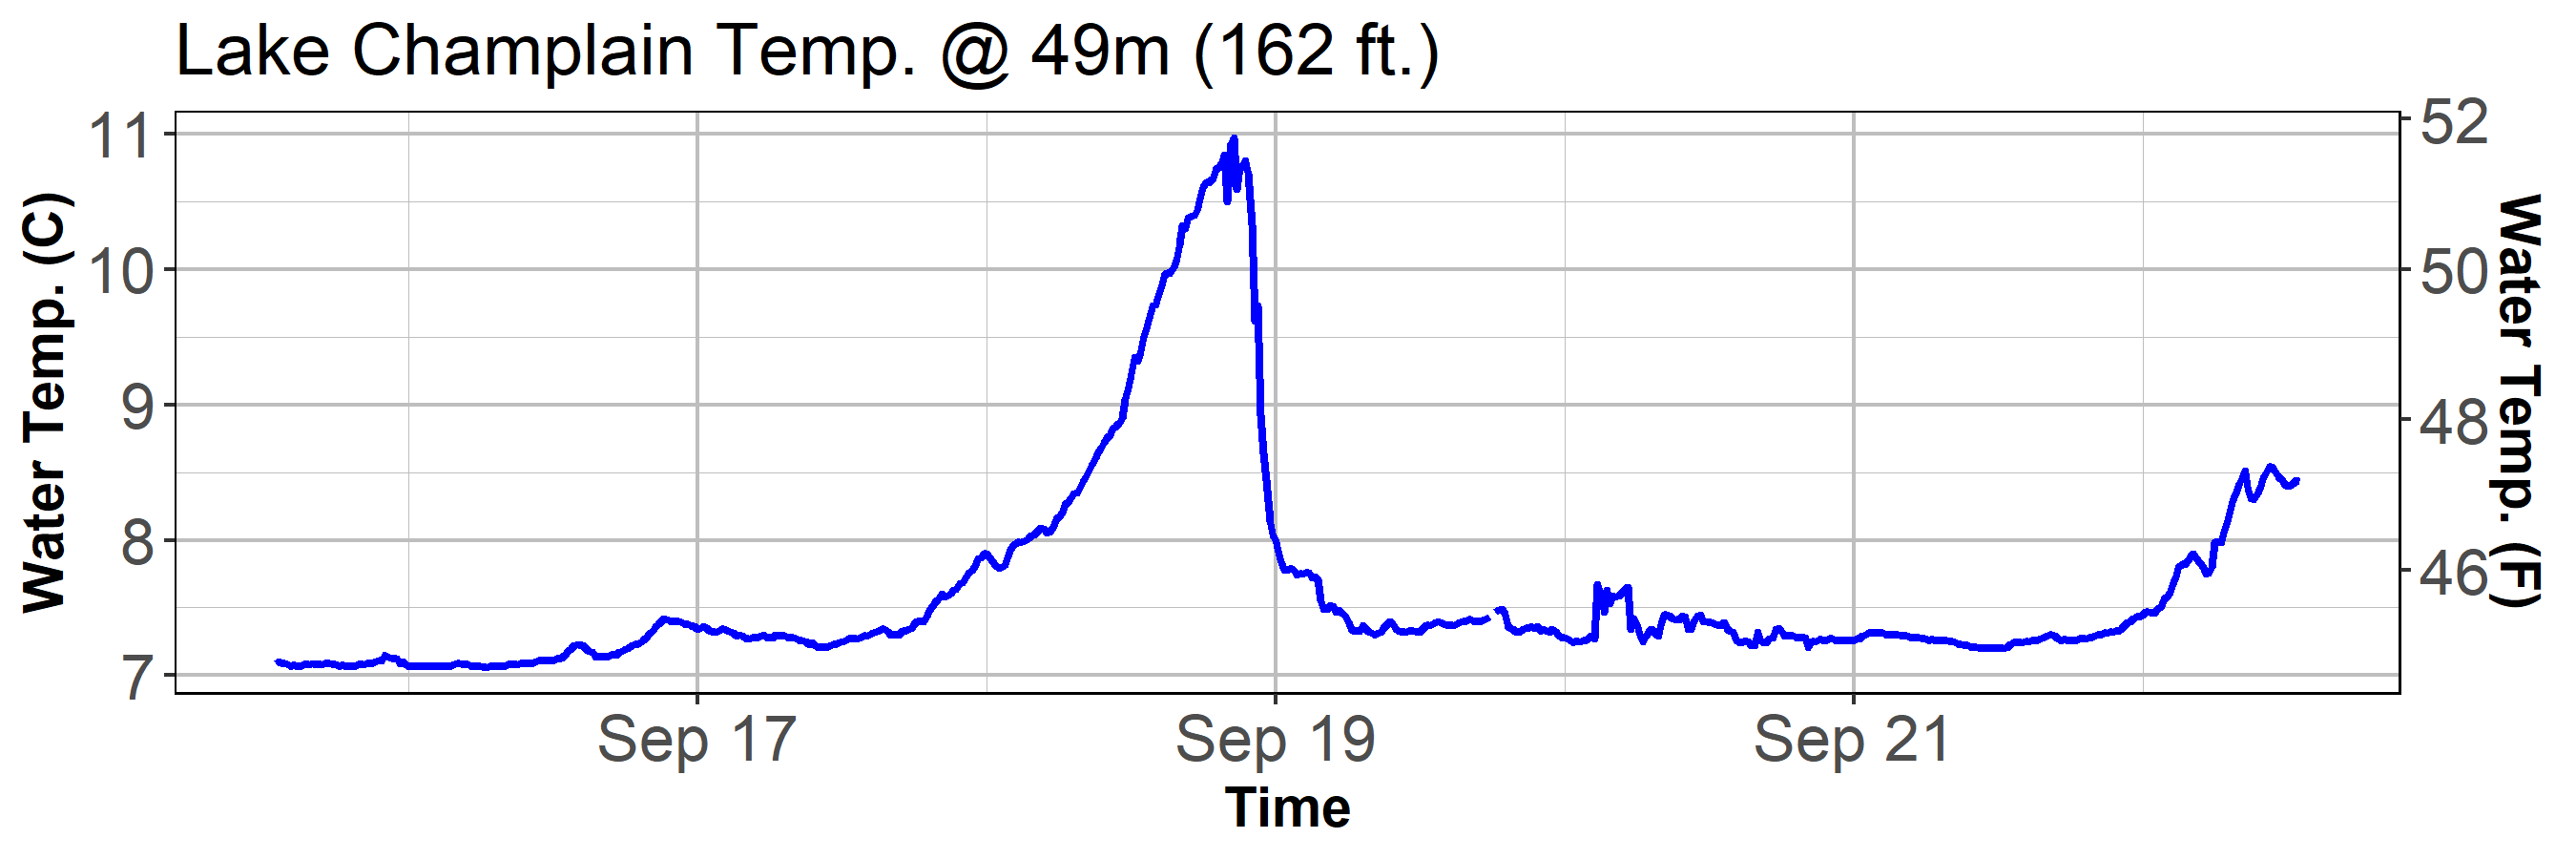 Lake Champlain Temp. @ 49m (162 ft.)
Water Temp. (C)
11
10
9
8
7
52
50
48
46
Water Temp. (F)
Sep 17 Sep 19 Sep 21
Time